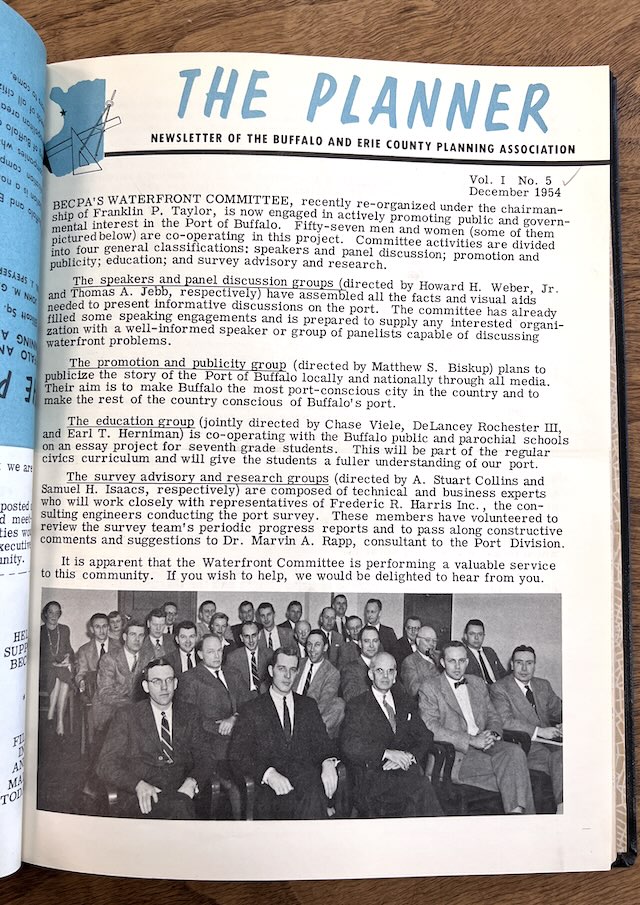 THE PLANNER
NEWSLETTER OF THE BUFFALO AND ERIE COUNTY PLANNING ASSOCIATION
Vol. I No. 5
December 1954
BECPA'S WATERFRONT COMMITTEE, recently re-organized under the chairman-
ship of Franklin P. Taylor, is now engaged in actively promoting public and govern-
mental interest in the Port of Buffalo. Fifty-seven men and women (some of them
pictured below) are co-operating in this project. Committee activities are divided
into four general classifications: speakers and panel discussion; promotion and
publicity; education; and survey advisory and research.
The speakers and panel discussion groups (directed by Howard H. Weber, Jr.
and Thomas A. Jebb, respectively) have assembled all the facts and visual aids
needed to present informative discussions on the port. The committee has already
filled some speaking engagements and is prepared to supply any interested organi-
zation with a well-informed speaker or group of panelists capable of discussing
waterfront problems.
The promotion and publicity group (directed by Matthew S. Biskup) plans to
publicize the story of the Port of Buffalo locally and nationally through all media.
Their aim is to make Buffalo the most port-conscious city in the country and to
make the rest of the country conscious of Buffalo's port.
The education group (jointly directed by Chase Viele, DeLancey Rochester III,
and Earl T. Herniman) is co-operating with the Buffalo public and parochial schools
on an essay project for seventh grade students. This will be part of the regular
civics curriculum and will give the students a fuller understanding of our port.
The survey advisory and research groups (directed by A. Stuart Collins and
Samuel H. Isaacs, respectively) are composed of technical and business experts
who will work closely with representatives of Frederic R. Harris Inc., the con-
sulting engineers conducting the port survey. These members have volunteered to
review the survey team's periodic progress reports and to pass along constructive
comments and suggestions to Dr. Marvin A. Rapp, consultant to the Port Division.
It is apparent that the Waterfront Committee is performing a valuable service
to this community. If you wish to help, we would be delighted to hear from you.